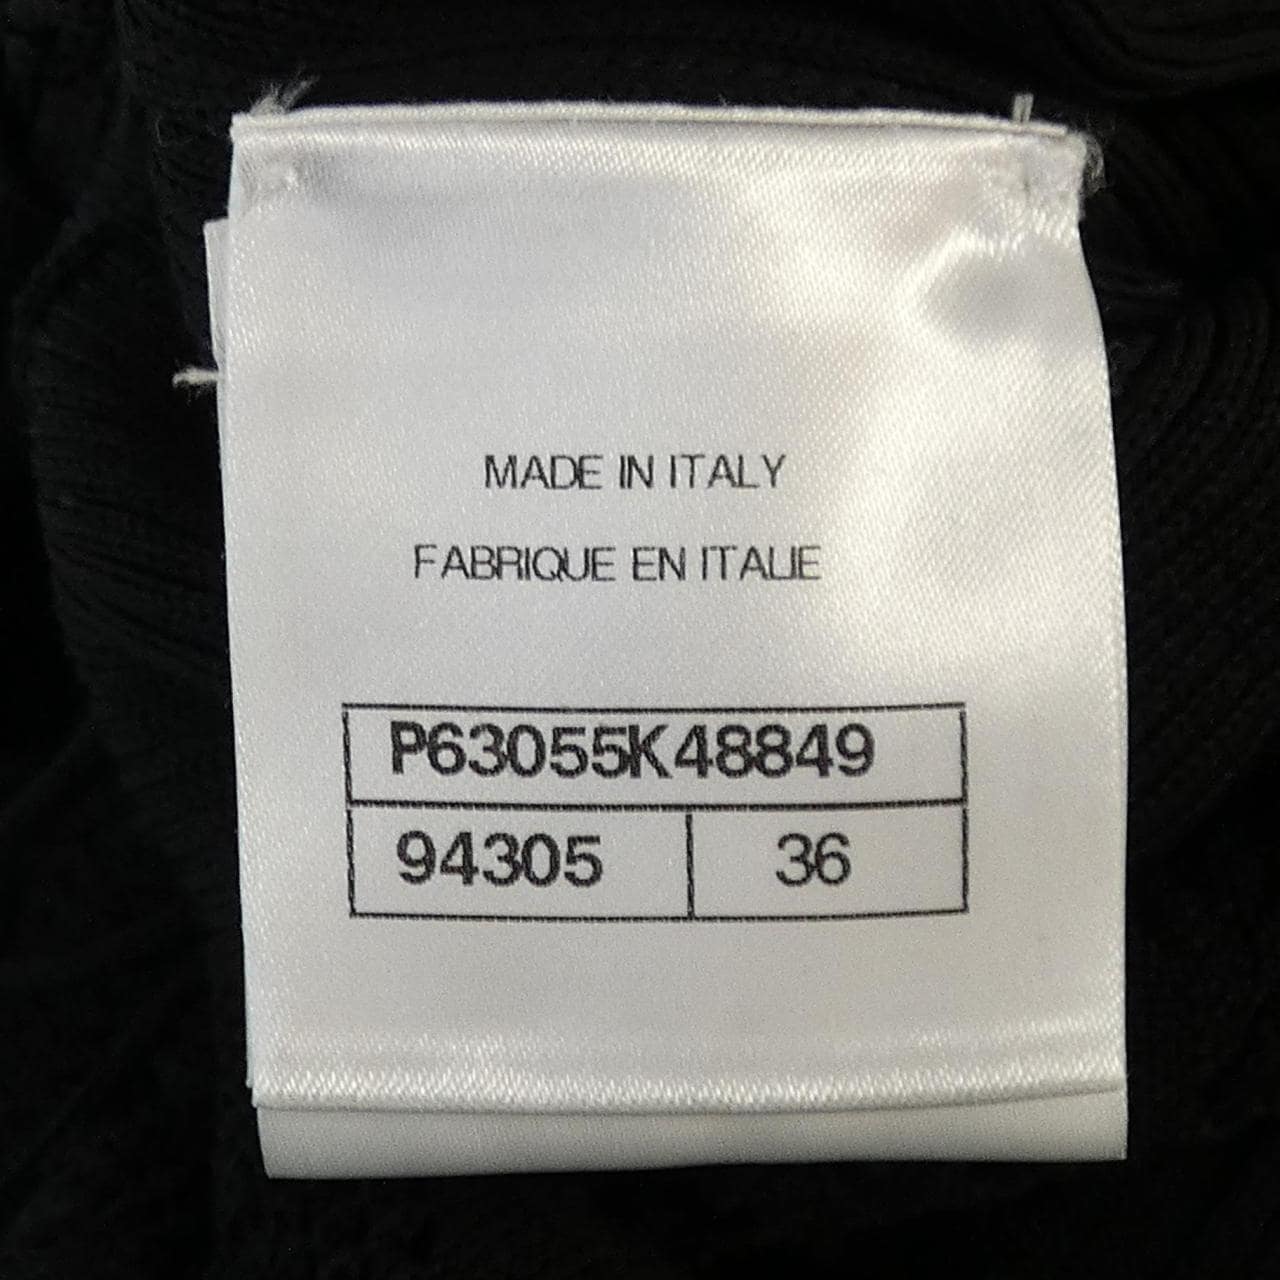 MADE IN ITALY
FABRIQUE EN ITALIE
P63055K48849
94305 36